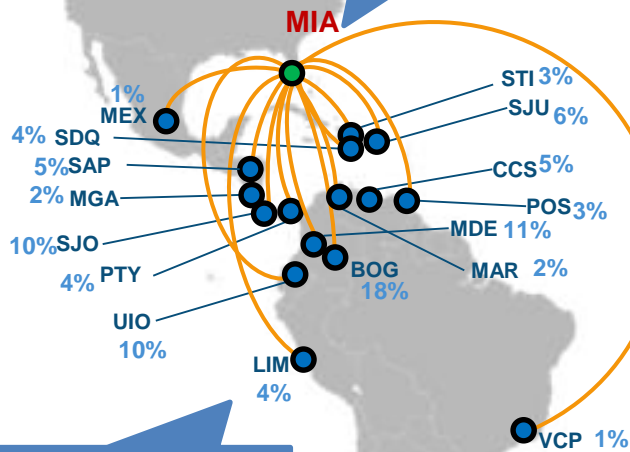 MIA
STI 3%
1%
MEX
SJU 6%
4% SDQ
5% SAP
CCS 5%
2% MGA
POS 3%
MDE 11%
10% SJO
4% PTY
BOG
18%
MAR 2%
UIO
10%
LIM
4%
VCP 1%